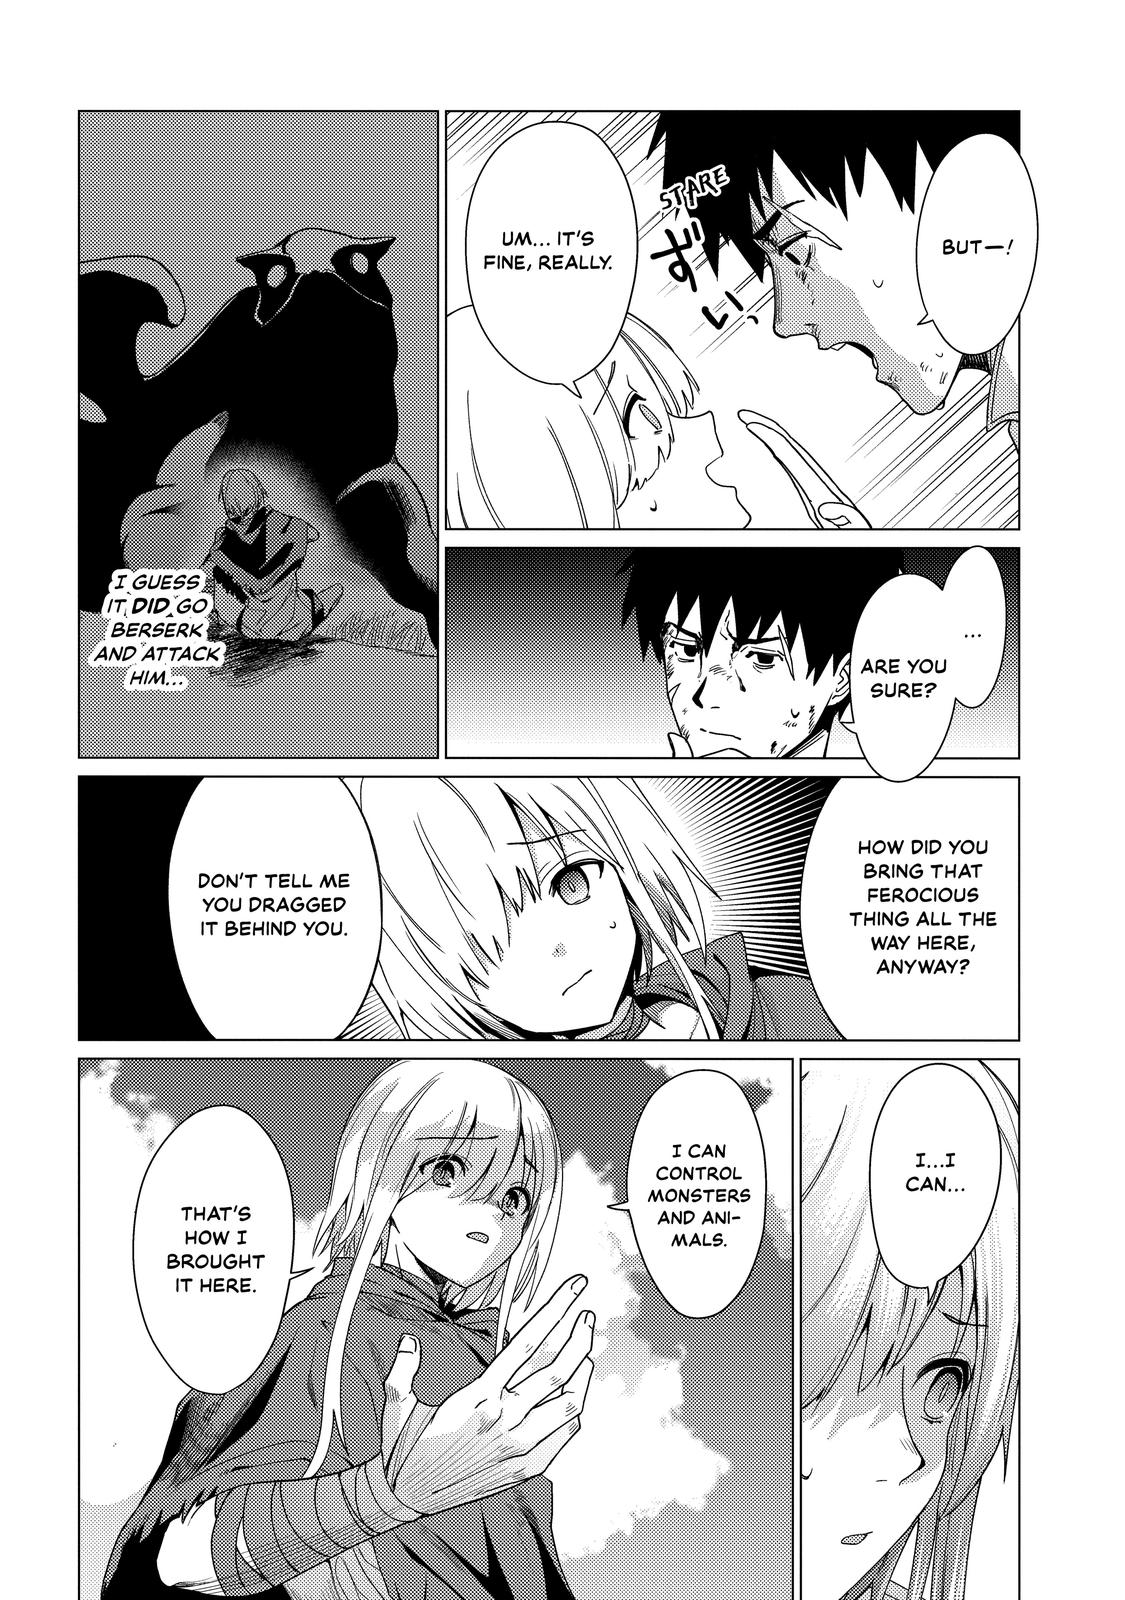 BUT—!
STARE
ずい、
UM... IT'S
FINE, REALLY.
I GUESS
IT DID GO
BERSERK
AND ATTACK
HIM...
...
ARE YOU
SURE?
HOW DID YOU
BRING THAT
FEROCIOUS
THING ALL THE
WAY HERE,
ANYWAY?
DON'T TELL ME
YOU DRAGGED
IT BEHIND YOU.
I...I
CAN...
I CAN
CONTROL
MONSTERS
AND ANI-
MALS.
THAT'S
HOW I
BROUGHT
IT HERE.